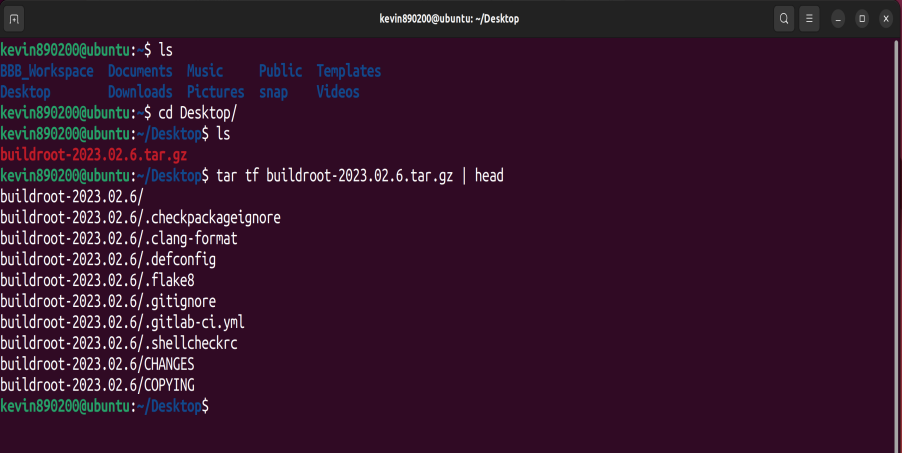 kevin890200@ubuntu: ~/Desktop
kevin890200@ubuntu:~$ ls
BBB_Workspace  Documents  Music     Public  Templates
Desktop        Downloads  Pictures  snap    Videos
kevin890200@ubuntu:~$ cd Desktop/
kevin890200@ubuntu:~/Desktop$ ls
buildroot-2023.02.6.tar.gz
kevin890200@ubuntu:~/Desktop$ tar tf buildroot-2023.02.6.tar.gz | head
buildroot-2023.02.6/
buildroot-2023.02.6/.checkpackageignore
buildroot-2023.02.6/.clang-format
buildroot-2023.02.6/.defconfig
buildroot-2023.02.6/.flake8
buildroot-2023.02.6/.gitignore
buildroot-2023.02.6/.gitlab-ci.yml
buildroot-2023.02.6/.shellcheckrc
buildroot-2023.02.6/CHANGES
buildroot-2023.02.6/COPYING
kevin890200@ubuntu:~/Desktop$